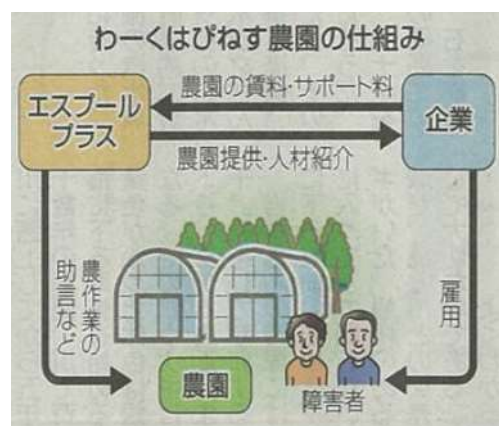 わーくはぴねす農園の仕組み
農園の賃料・サポート料
エスプール
プラス
企業
農園提供・人材紹介
農作業の
助言など
雇用
農園
障害者